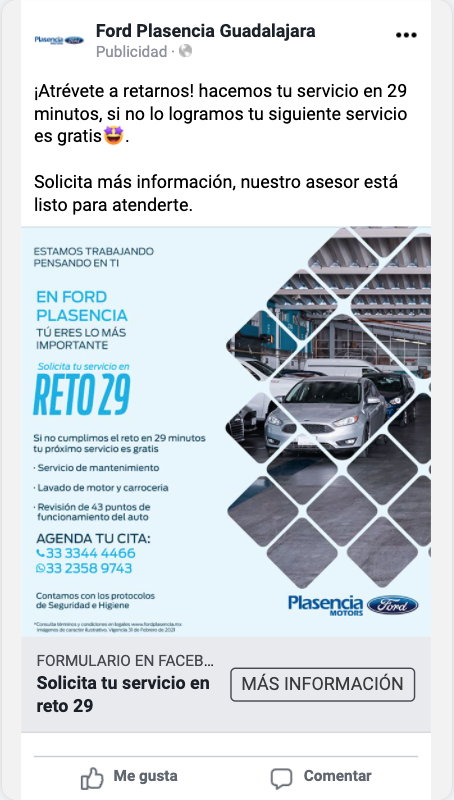 Plasencia Ford
Ford Plasencia Guadalajara
Publicidad ·
¡Atrévete a retarnos! hacemos tu servicio en 29
minutos, si no lo logramos tu siguiente servicio
es gratis🤩.
Solicita más información, nuestro asesor está
listo para atenderte.
ESTAMOS TRABAJANDO
PENSANDO EN TI
EN FORD
PLASENCIA
TÚ ERES LO MÁS
IMPORTANTE
Solicita tu servicio en
RETO 29
Si no cumplimos el reto en 29 minutos
tu próximo servicio es gratis
· Servicio de mantenimiento
· Lavado de motor y carroceria
· Revisión de 43 puntos de
funcionamiento del auto
AGENDA TU CITA:
33 3344 4466
33 2358 9743
Contamos con los protocolos
de Seguridad e Higiene
*Consulta términos y condiciones en legales www.fordplasencia.mx
imágenes de caracter ilustrativo. Vigencia 31 de Febrero de 2021
Plasencia
MOTORS
Ford
FORMULARIO EN FACEB...
Solicita tu servicio en
reto 29
MÁS INFORMACIÓN
Me gusta
Comentar